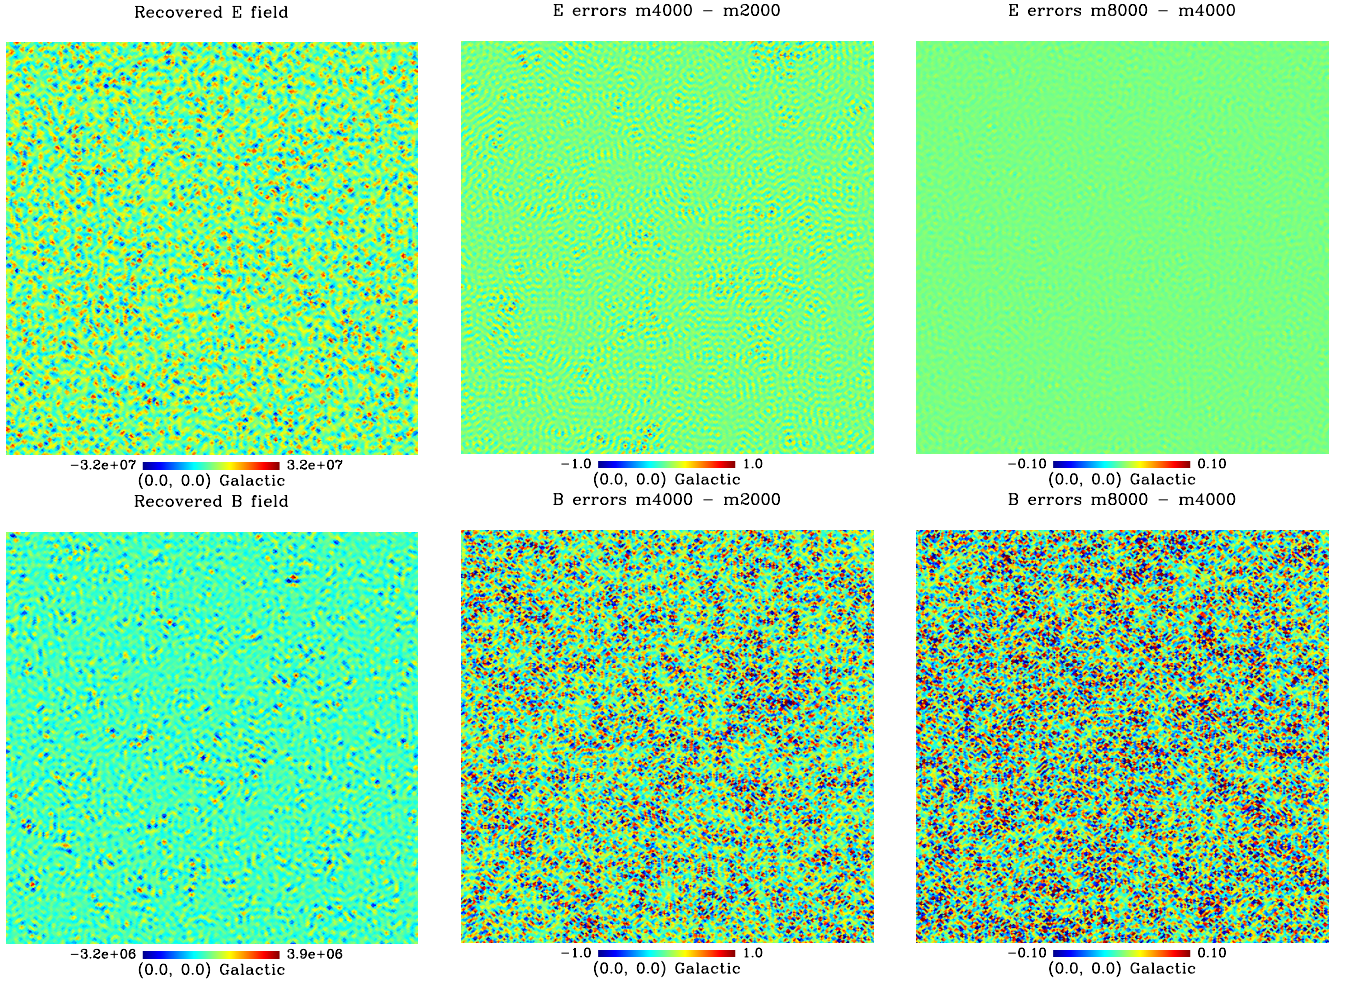 Recovered E field
E errors m4000 – m2000
E errors m8000 – m4000
−3.2e+07 3.2e+07
(0.0, 0.0) Galactic
−1.0 1.0
(0.0, 0.0) Galactic
−0.10 0.10
(0.0, 0.0) Galactic
Recovered B field
B errors m4000 – m2000
B errors m8000 – m4000
−3.2e+06 3.9e+06
(0.0, 0.0) Galactic
−1.0 1.0
(0.0, 0.0) Galactic
−0.10 0.10
(0.0, 0.0) Galactic